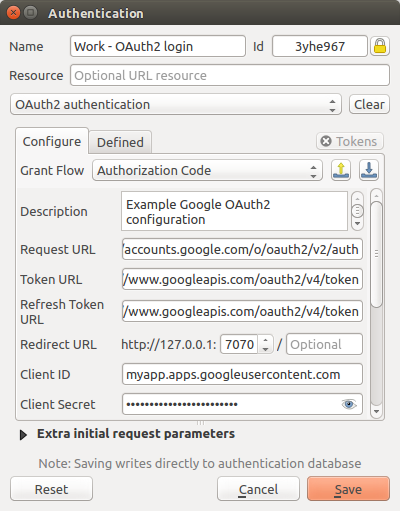 Authentication
Name Work - OAuth2 login Id 3yhe967
Resource Optional URL resource
OAuth2 authentication Clear
Configure Defined Tokens
Grant Flow Authorization Code
Description Example Google OAuth2
configuration
Request URL /accounts.google.com/o/oauth2/v2/auth
Token URL /www.googleapis.com/oauth2/v4/token
Refresh Token
URL /www.googleapis.com/oauth2/v4/token
Redirect URL http://127.0.0.1: 7070 / Optional
Client ID myapp.apps.googleusercontent.com
Client Secret •••••••••••••••••••••••
Extra initial request parameters
Note: Saving writes directly to authentication database
Reset Cancel Save